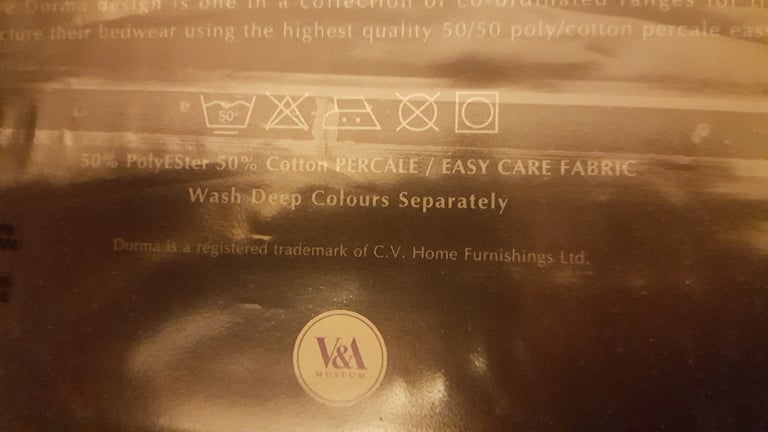 Dorma design is one in a collection of co-ordinated ranges for
cture their bedwear using the highest quality 50/50 poly/cotton percale easy
50°
50% PolyESter 50% Cotton PERCALE / EASY CARE FABRIC
Wash Deep Colours Separately
Dorma is a registered trademark of C.V. Home Furnishings Ltd.
V&A
MUSEUM